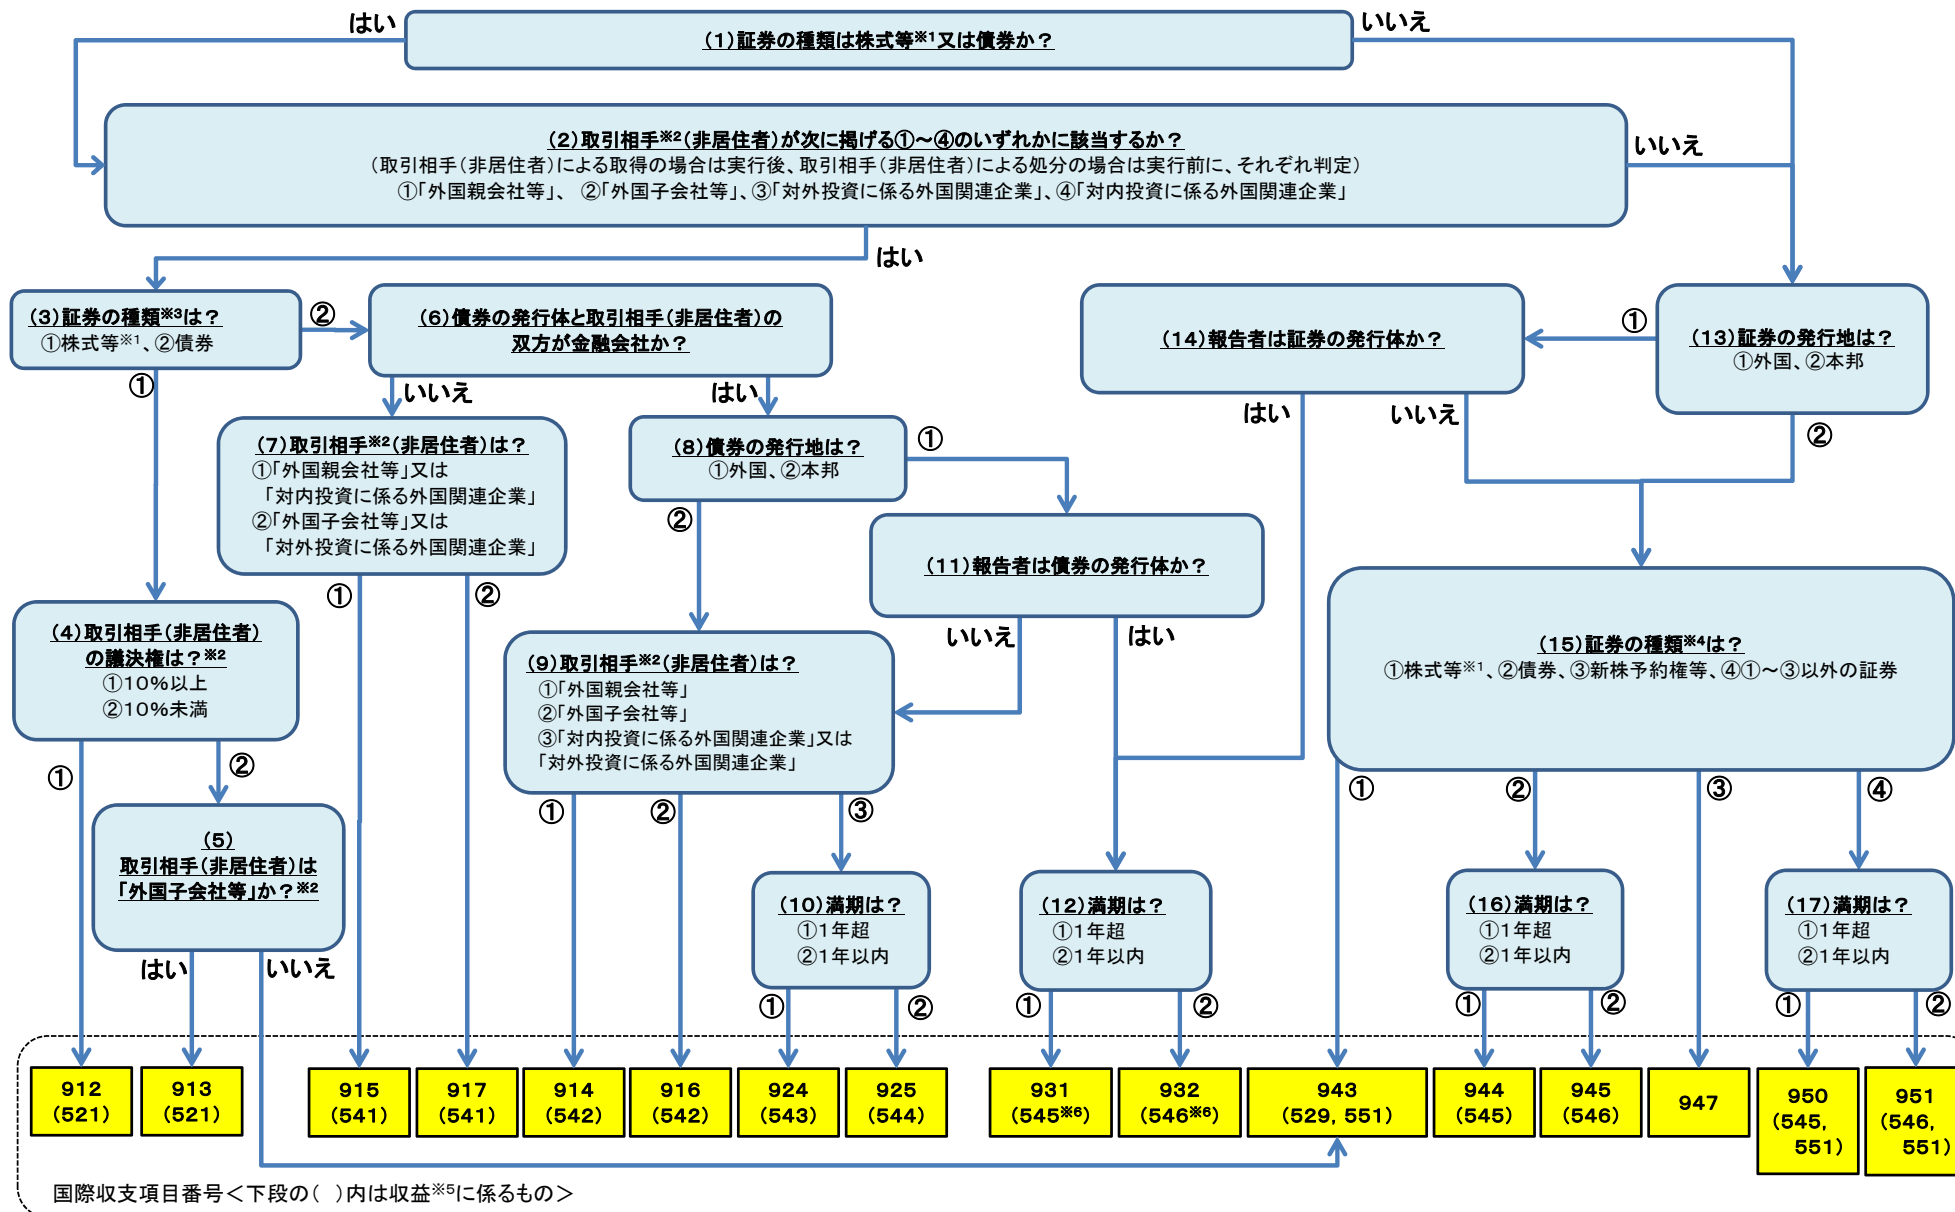 はい
いいえ
(1)証券の種類は株式等※1又は債券か?
(2)取引相手※2(非居住者)が次に掲げる①~④のいずれかに該当するか?
(取引相手(非居住者)による取得の場合は実行後、取引相手(非居住者)による処分の場合は実行前に、それぞれ判定)
①「外国親会社等」、 ②「外国子会社等」、③「対外投資に係る外国関連企業」、④「対内投資に係る外国関連企業」
いいえ
はい
(3)証券の種類※3は?
①株式等※1、②債券
②
①
(6)債券の発行体と取引相手(非居住者)の
双方が金融会社か?
いいえ
はい
(14)報告者は証券の発行体か?
はい
いいえ
①
(13)証券の発行地は?
①外国、②本邦
②
(7)取引相手※2(非居住者)は?
①「外国親会社等」又は
「対内投資に係る外国関連企業」
②「外国子会社等」又は
「対外投資に係る外国関連企業」
①
②
(8)債券の発行地は?
①外国、②本邦
①
②
(11)報告者は債券の発行体か?
いいえ
はい
(4)取引相手(非居住者)
の議決権は?※2
①10%以上
②10%未満
①
②
(9)取引相手※2(非居住者)は?
①「外国親会社等」
②「外国子会社等」
③「対内投資に係る外国関連企業」又は
「対外投資に係る外国関連企業」
①
②
③
(15)証券の種類※4は?
①株式等※1、②債券、③新株予約権等、④①~③以外の証券
①
②
③
④
(5)
取引相手(非居住者)は
「外国子会社等」か?※2
はい
いいえ
(10)満期は?
①1年超
②1年以内
①
②
(12)満期は?
①1年超
②1年以内
①
②
(16)満期は?
①1年超
②1年以内
①
②
(17)満期は?
①1年超
②1年以内
①
②
912
(521)
913
(521)
915
(541)
917
(541)
914
(542)
916
(542)
924
(543)
925
(544)
931
(545※6)
932
(546※6)
943
(529, 551)
944
(545)
945
(546)
947
950
(545,
551)
951
(546,
551)
国際収支項目番号<下段の( )内は収益※5に係るもの>